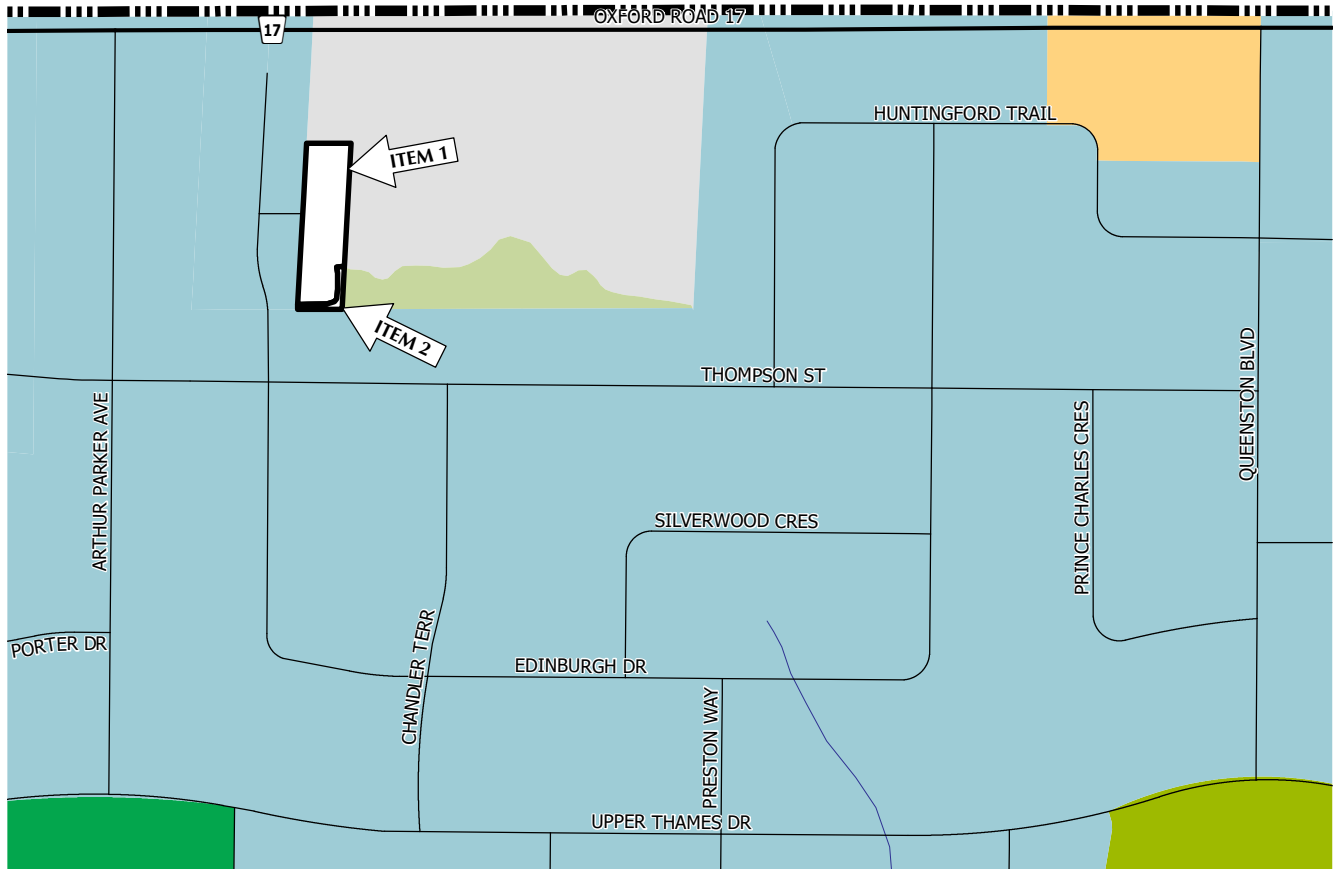 OXFORD ROAD 17
17
HUNTINGFORD TRAIL
ITEM 1
ITEM 2
THOMPSON ST
QUEENSTON BLVD
ARTHUR PARKER AVE
PRINCE CHARLES CRES
SILVERWOOD CRES
PORTER DR
CHANDLER TERR
EDINBURGH DR
PRESTON WAY
UPPER THAMES DR